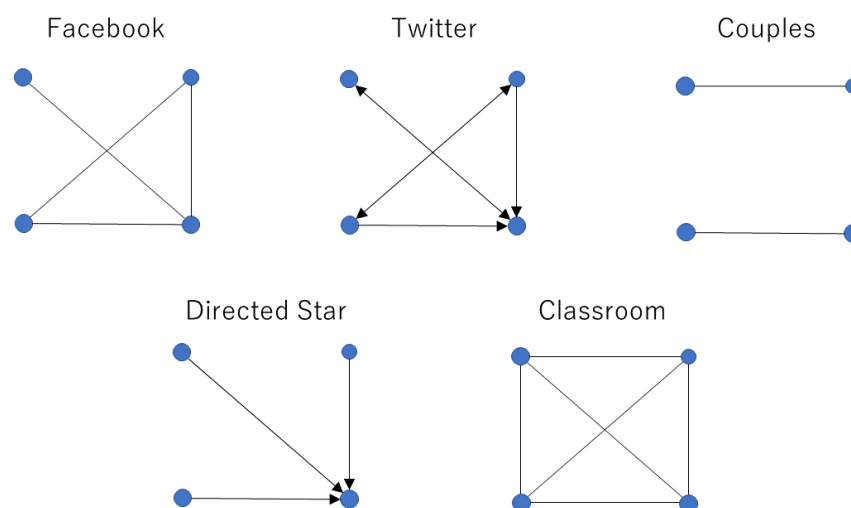 Facebook
Twitter
Couples
Directed Star
Classroom